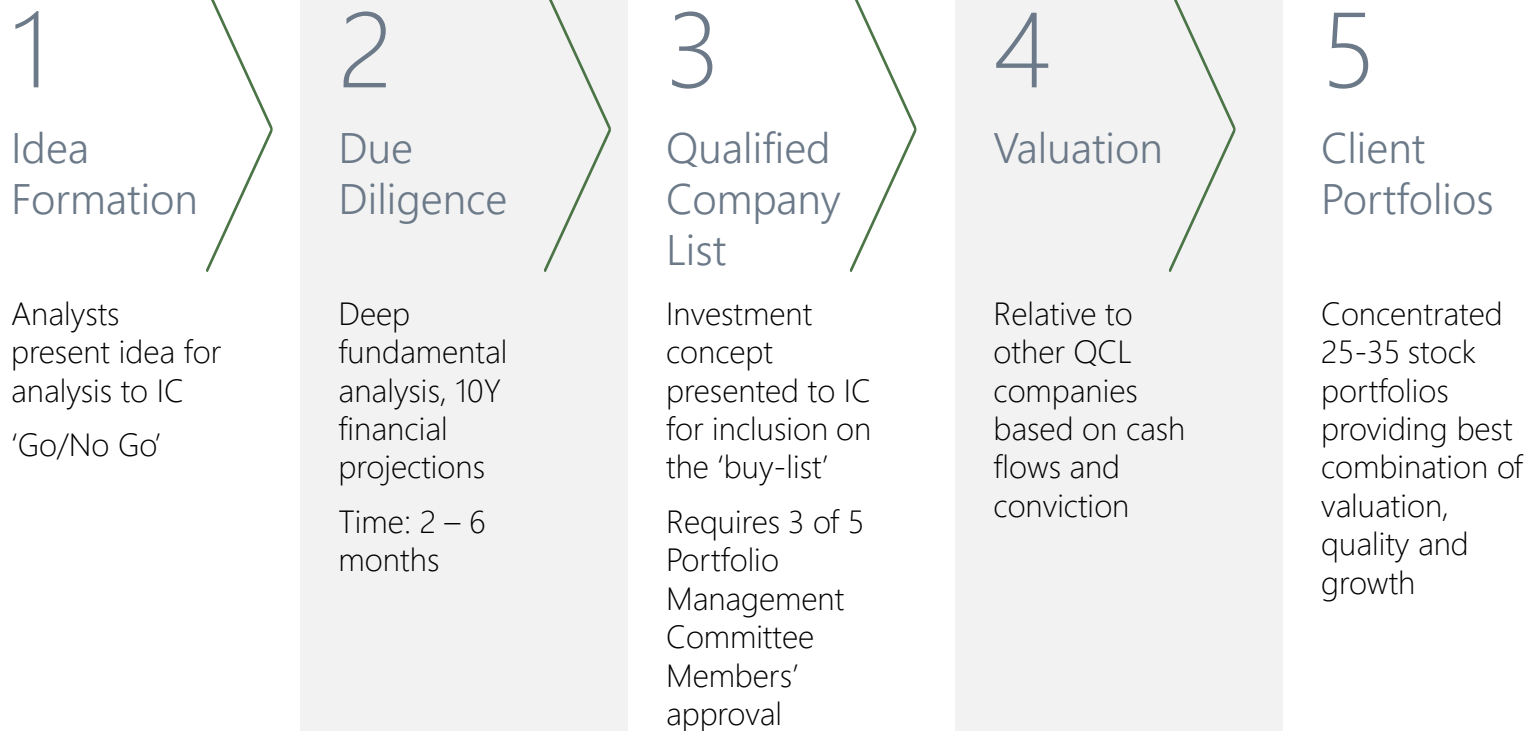 1
Idea
Formation
Analysts
present idea for
analysis to IC
‘Go/No Go’
2
Due
Diligence
Deep
fundamental
analysis, 10Y
financial
projections
Time: 2 – 6
months
3
Qualified
Company
List
Investment
concept
presented to IC
for inclusion on
the ‘buy-list’
Requires 3 of 5
Portfolio
Management
Committee
Members’
approval
4
Valuation
Relative to
other QCL
companies
based on cash
flows and
conviction
5
Client
Portfolios
Concentrated
25-35 stock
portfolios
providing best
combination of
valuation,
quality and
growth